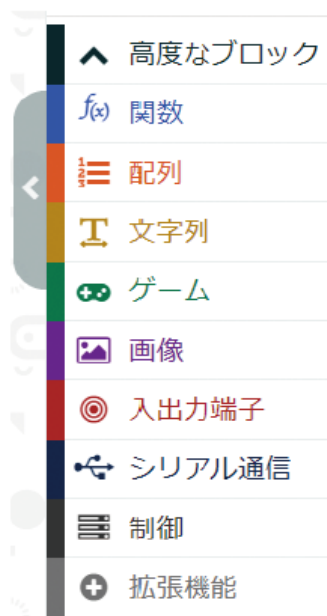 高度なブロック
f(x) 関数
配列
文字列
ゲーム
画像
入出力端子
シリアル通信
制御
拡張機能